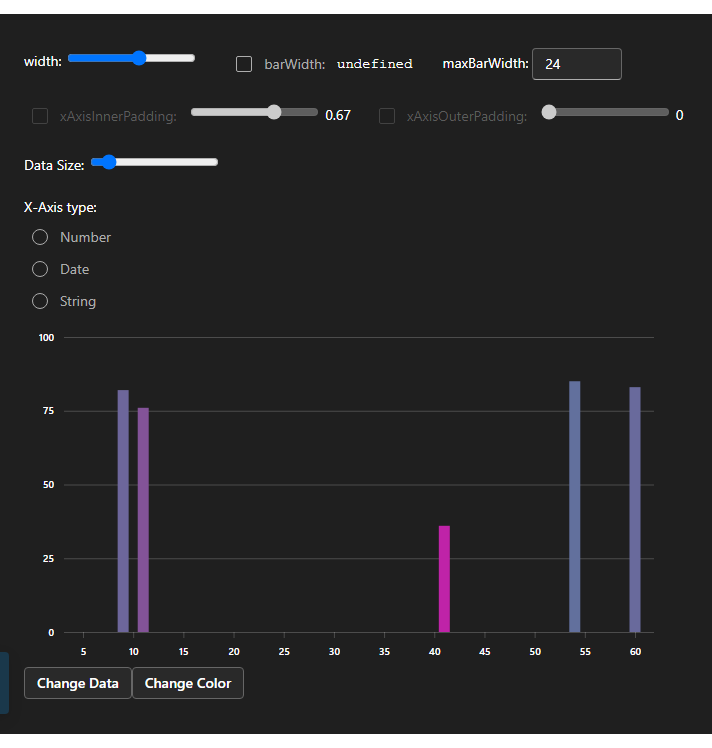 width: barWidth: undefined maxBarWidth: 24
xAxisInnerPadding: 0.67 xAxisOuterPadding: 0
Data Size:
X-Axis type:
Number
Date
String
100
75
50
25
0
5 10 15 20 25 30 35 40 45 50 55 60
Change Data Change Color